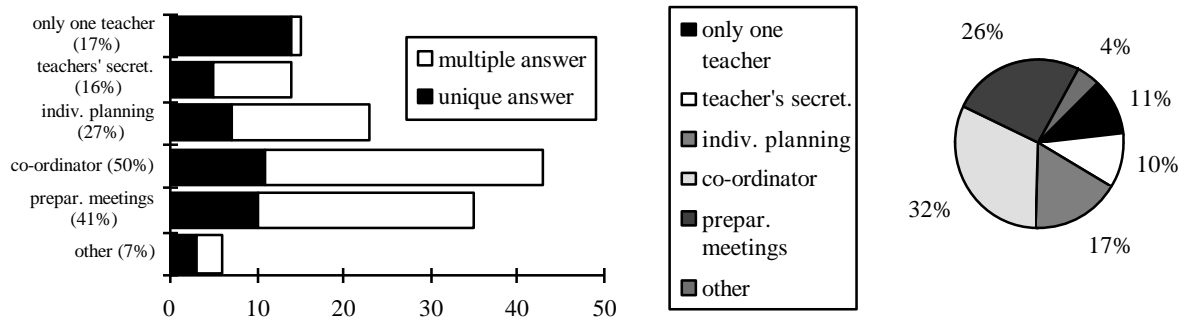 only one teacher
(17%)
teachers' secret.
(16%)
indiv. planning
(27%)
co-ordinator (50%)
prepar. meetings
(41%)
other (7%)
0 10 20 30 40 50
multiple answer
unique answer
only one
teacher
teacher's secret.
indiv. planning
co-ordinator
prepar.
meetings
other
26%
4%
11%
10%
17%
32%